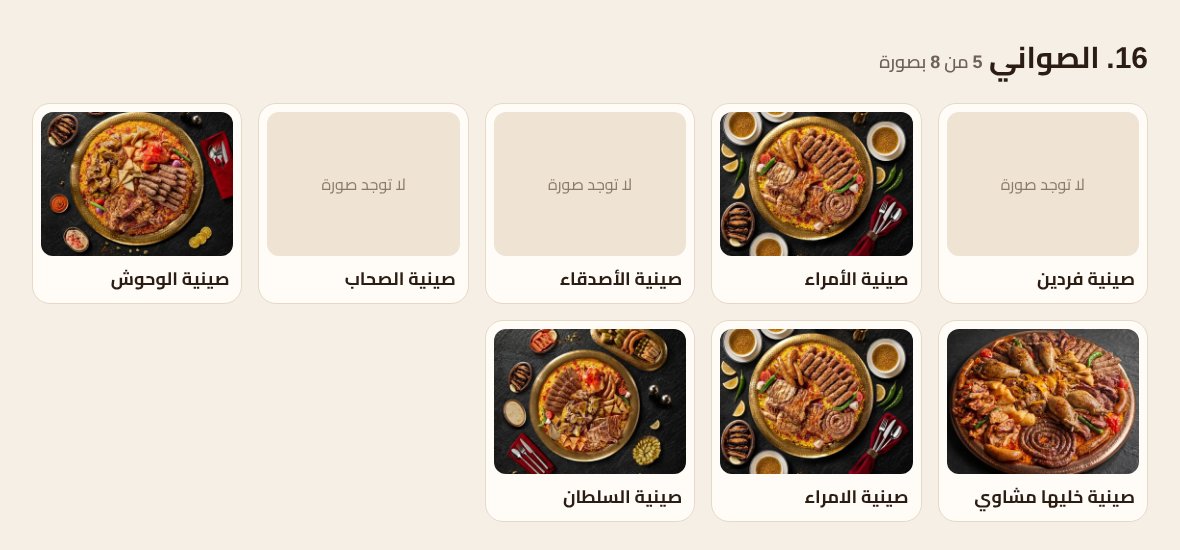 16. الصواني 5 من 8 بصورة
لا توجد صورة
صينية فردين
صينية الأمراء
لا توجد صورة
صينية الأصدقاء
لا توجد صورة
صينية الصحاب
صينية الوحوش
صينية خليها مشاوي
صينية الامراء
صينية السلطان